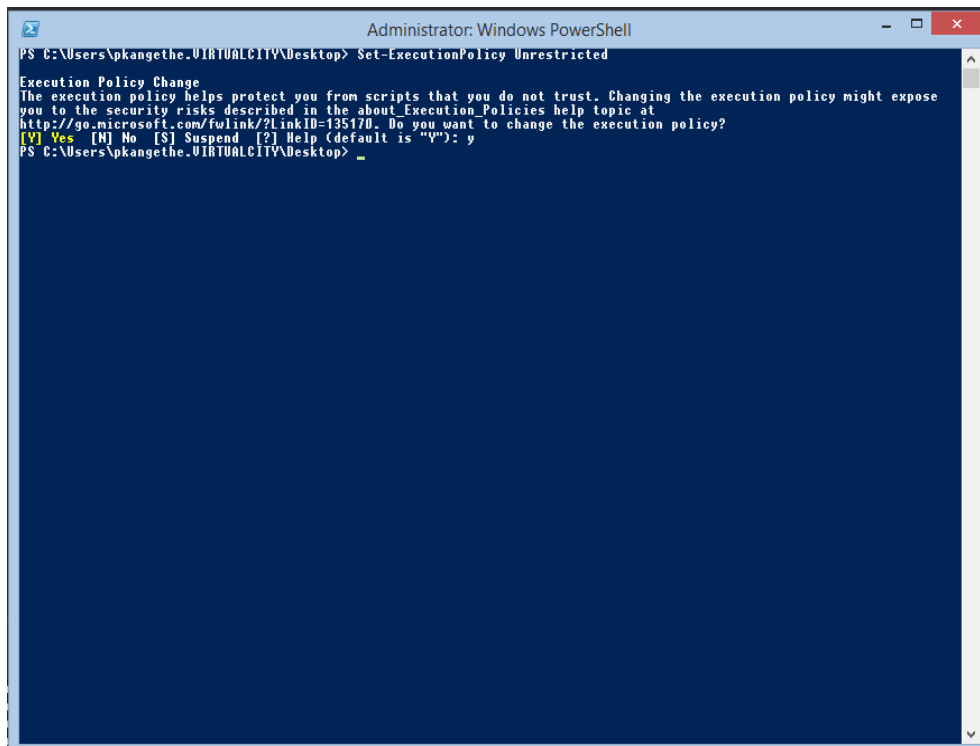 Administrator: Windows PowerShell
PS C:\Users\pkangethe.VIRTUALCITY\Desktop> Set-ExecutionPolicy Unrestricted
Execution Policy Change
The execution policy helps protect you from scripts that you do not trust. Changing the execution policy might expose
you to the security risks described in the about_Execution_Policies help topic at
http://go.microsoft.com/fwlink/?LinkID=135170. Do you want to change the execution policy?
[Y] Yes  [N] No  [S] Suspend  [?] Help (default is "Y"): y
PS C:\Users\pkangethe.VIRTUALCITY\Desktop> _